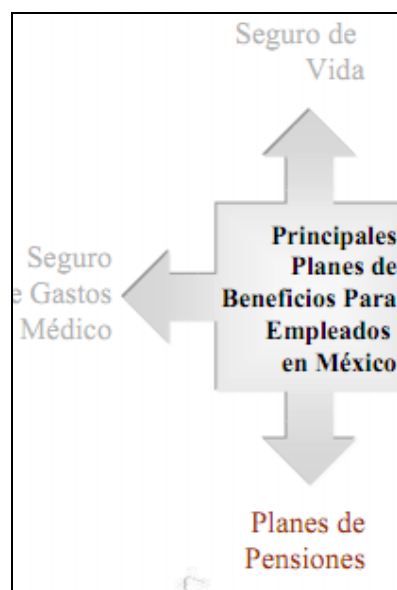 Seguro de
Vida
Seguro
e Gastos
Médico
Principales
Planes de
Beneficios Para
Empleados
en México
Planes de
Pensiones